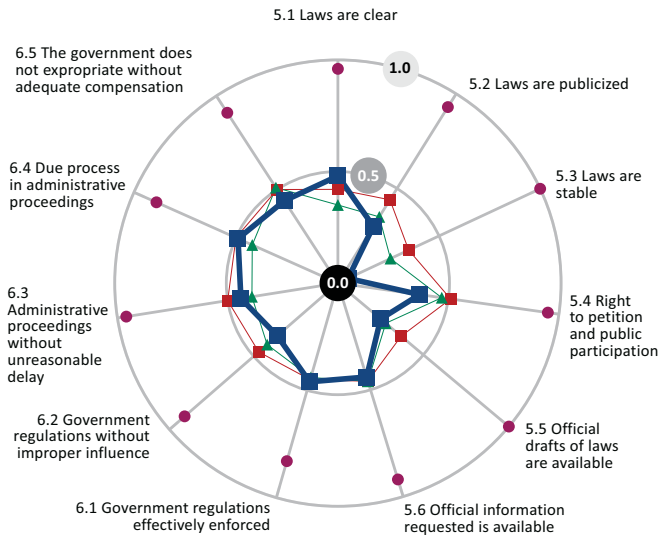 5.1 Laws are clear
1.0
5.2 Laws are publicized
5.3 Laws are
stable
5.4 Right
to petition
and public
participation
5.5 Official
drafts of laws
are available
5.6 Official information
requested is available
6.1 Government regulations
effectively enforced
6.2 Government
regulations without
improper influence
6.3
Administrative
proceedings
without
unreasonable
delay
6.4 Due process
in administrative
proceedings
6.5 The government does
not expropriate without
adequate compensation
0.5
0.0